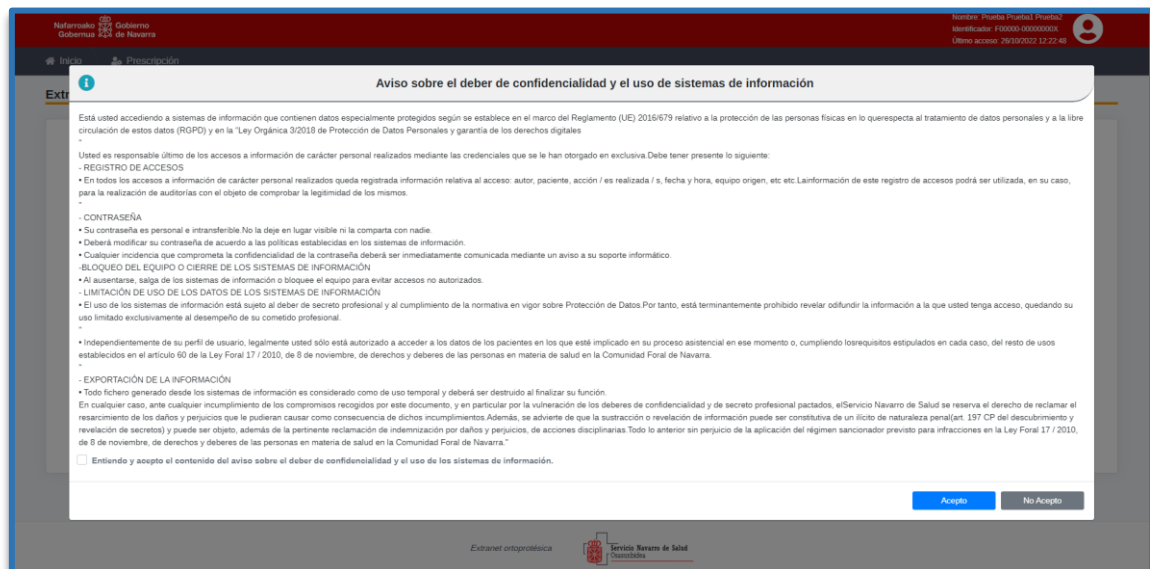 Nafarroako Gobierno
Gobernua de Navarra
Nombre: Prueba Prueba1 Prueba2
Identificador: F00000-00000000X
Último acceso: 26/10/2022 12:22:48
Inicio
Prescripción
Extr
Aviso sobre el deber de confidencialidad y el uso de sistemas de información
Está usted accediendo a sistemas de información que contienen datos especialmente protegidos según se establece en el marco del Reglamento (UE) 2016/679 relativo a la protección de las personas físicas en lo querespecta al tratamiento de datos personales y a la libre
circulación de estos datos (RGPD) y en la "Ley Orgánica 3/2018 de Protección de Datos Personales y garantía de los derechos digitales
"
Usted es responsable último de los accesos a información de carácter personal realizados mediante las credenciales que se le han otorgado en exclusiva.Debe tener presente lo siguiente:
- REGISTRO DE ACCESOS
• En todos los accesos a información de carácter personal realizados queda registrada información relativa al acceso: autor, paciente, acción / es realizada / s, fecha y hora, equipo origen, etc etc.Lainformación de este registro de accesos podrá ser utilizada, en su caso,
para la realización de auditorías con el objeto de comprobar la legitimidad de los mismos.
"
- CONTRASEÑA
• Su contraseña es personal e intransferible.No la deje en lugar visible ni la comparta con nadie.
• Deberá modificar su contraseña de acuerdo a las políticas establecidas en los sistemas de información.
• Cualquier incidencia que comprometa la confidencialidad de la contraseña deberá ser inmediatamente comunicada mediante un aviso a su soporte informático.
-BLOQUEO DEL EQUIPO O CIERRE DE LOS SISTEMAS DE INFORMACIÓN
• Al ausentarse, salga de los sistemas de información o bloquee el equipo para evitar accesos no autorizados.
- LIMITACIÓN DE USO DE LOS DATOS DE LOS SISTEMAS DE INFORMACIÓN
• El uso de los sistemas de información está sujeto al deber de secreto profesional y al cumplimiento de la normativa en vigor sobre Protección de Datos.Por tanto, está terminantemente prohibido revelar odifundir la información a la que usted tenga acceso, quedando su
uso limitado exclusivamente al desempeño de su cometido profesional.
"
• Independientemente de su perfil de usuario, legalmente usted sólo está autorizado a acceder a los datos de los pacientes en los que esté implicado en su proceso asistencial en ese momento o, cumpliendo losrequisitos estipulados en cada caso, del resto de usos
establecidos en el artículo 60 de la Ley Foral 17 / 2010, de 8 de noviembre, de derechos y deberes de las personas en materia de salud en la Comunidad Foral de Navarra.
"
- EXPORTACIÓN DE LA INFORMACIÓN
• Todo fichero generado desde los sistemas de información es considerado como de uso temporal y deberá ser destruido al finalizar su función.
En cualquier caso, ante cualquier incumplimiento de los compromisos recogidos por este documento, y en particular por la vulneración de los deberes de confidencialidad y de secreto profesional pactados, elServicio Navarro de Salud se reserva el derecho de reclamar el
resarcimiento de los daños y perjuicios que le pudieran causar como consecuencia de dichos incumplimientos.Además, se advierte de que la sustracción o revelación de información puede ser constitutiva de un ilícito de naturaleza penal(art. 197 CP del descubrimiento y
revelación de secretos) y puede ser objeto, además de la pertinente reclamación de indemnización por daños y perjuicios, de acciones disciplinarias.Todo lo anterior sin perjuicio de la aplicación del régimen sancionador previsto para infracciones en la Ley Foral 17 / 2010,
de 8 de noviembre, de derechos y deberes de las personas en materia de salud en la Comunidad Foral de Navarra."
Entiendo y acepto el contenido del aviso sobre el deber de confidencialidad y el uso de los sistemas de información.
Acepto
No Acepto
Extranet ortoprotésica
Servicio Navarro de Salud
Osasunbidea